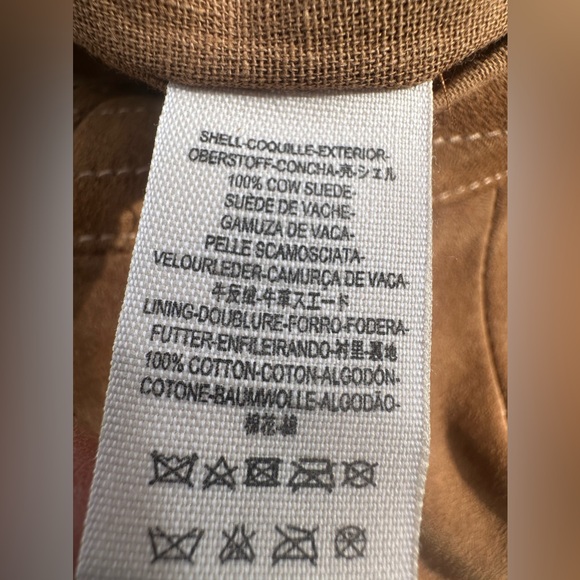 SHELL-COQUILLE-EXTERIOR-
OBERSTOFF-CONCHA-壳-シェル
100% COW SUEDE-
SUÈDE DE VACHE-
GAMUZA DE VACA-
PELLE SCAMOSCIATA-
VELOURLEDER-CAMURÇA DE VACA-
牛反绒-牛革スエード
LINING-DOUBLURE-FORRO-FODERA-
FUTTER-ENFILEIRANDO-衬里-裏地
100% COTTON-COTON-ALGODÓN-
COTONE-BAUMWOLLE-ALGODÃO-
棉花-綿